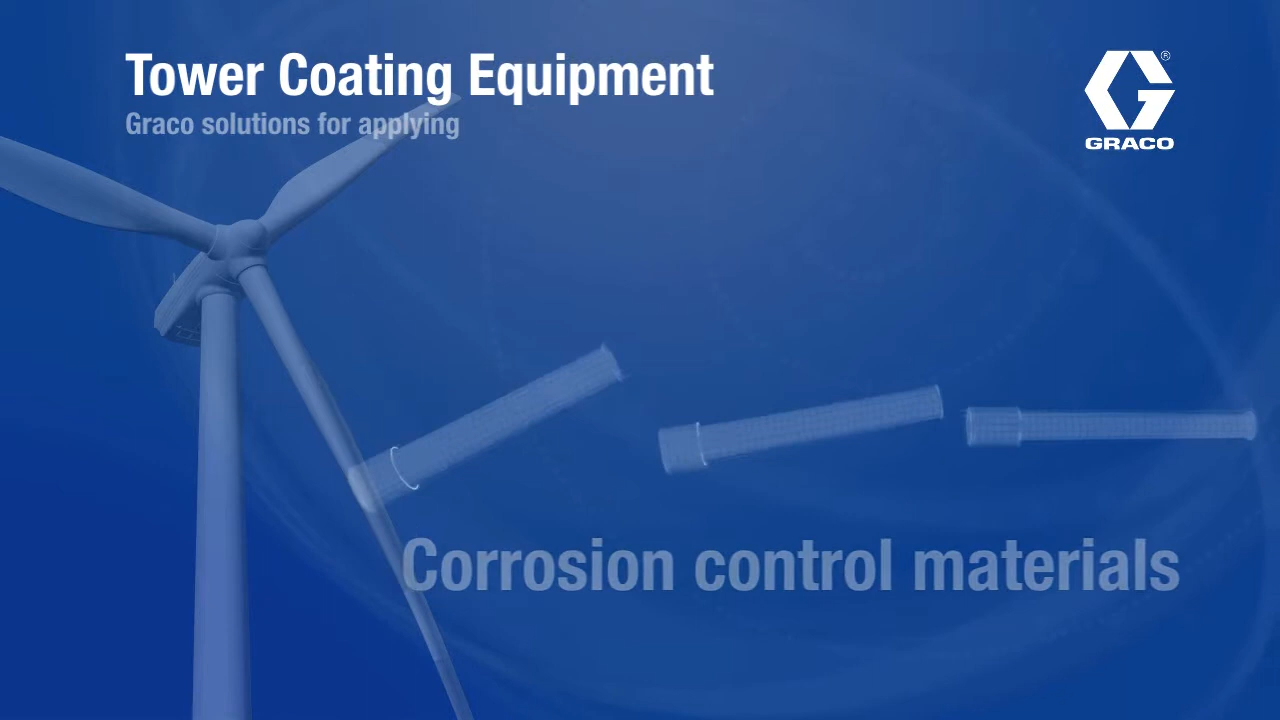 Tower Coating Equipment
Graco solutions for applying
®
GRACO
Corrosion control materials